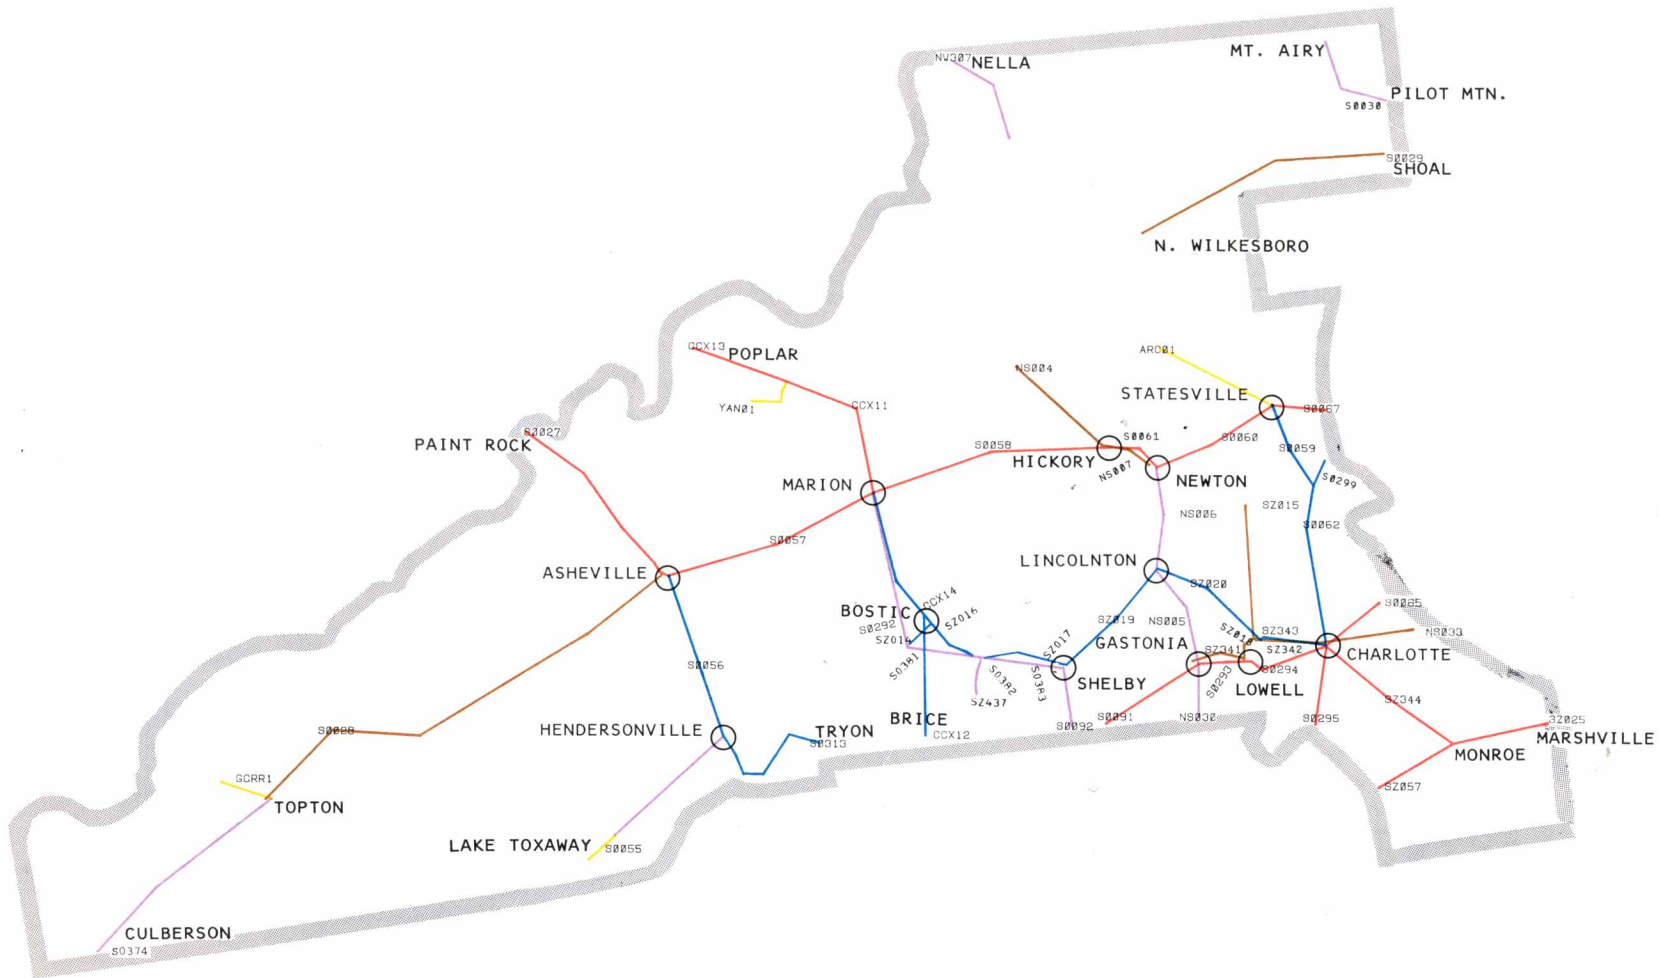 MT. AIRY
NV307 NELLA
PILOT MTN.
S0030
S0029
SHOAL
N. WILKESBORO
CCX13
POPLAR
ARC01
NS004
STATESVILLE
YAN01
CCX11
S0067
S0027
PAINT ROCK
S0058
S0061
S0060
S0059
HICKORY
NS007
NEWTON
S0299
MARION
SZ015
NS006
S0062
S0057
LINCOLNTON
ASHEVILLE
SZ020
CCX14
BOSTIC
SZ016
S0292
SZ014
SZ019
NS005
S0065
SZ018
SZ343
NS033
GASTONIA
SZ017
SZ341
SZ342
CHARLOTTE
S0381
S0056
S0382
S0383
SHELBY
S0293
S0294
LOWELL
SZ437
SZ344
HENDERSONVILLE
TRYON
S0313
BRICE
CCX12
S0092
S0091
NS030
S0295
SZ025
MARSHVILLE
S0028
MONROE
GCRR1
SZ057
TOPTON
LAKE TOXAWAY
S0055
CULBERSON
S0374